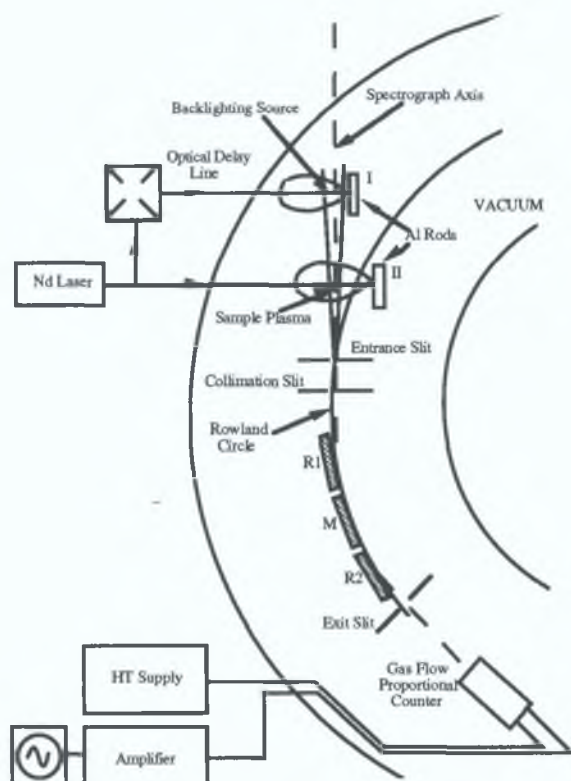 Backlighting Source
Spectrograph Axis
Optical Delay
Line
I
VACUUM
Al Rods
II
Nd Laser
Sample Plasma
Entrance Slit
Collimation Slit
Rowland
Circle
R1
M
R2
Exit Slit
Gas Flow
Proportional
Counter
HT Supply
Amplifier